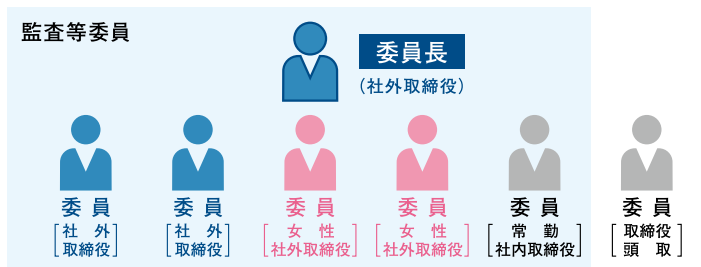 監査等委員
委員長
（社外取締役）
委員 委員 委員 委員 委員 委員
[社外 [社外 [女性 [女性 [常勤 [取締役
取締役] 取締役] 社外取締役] 社外取締役] 社内取締役] 頭取]